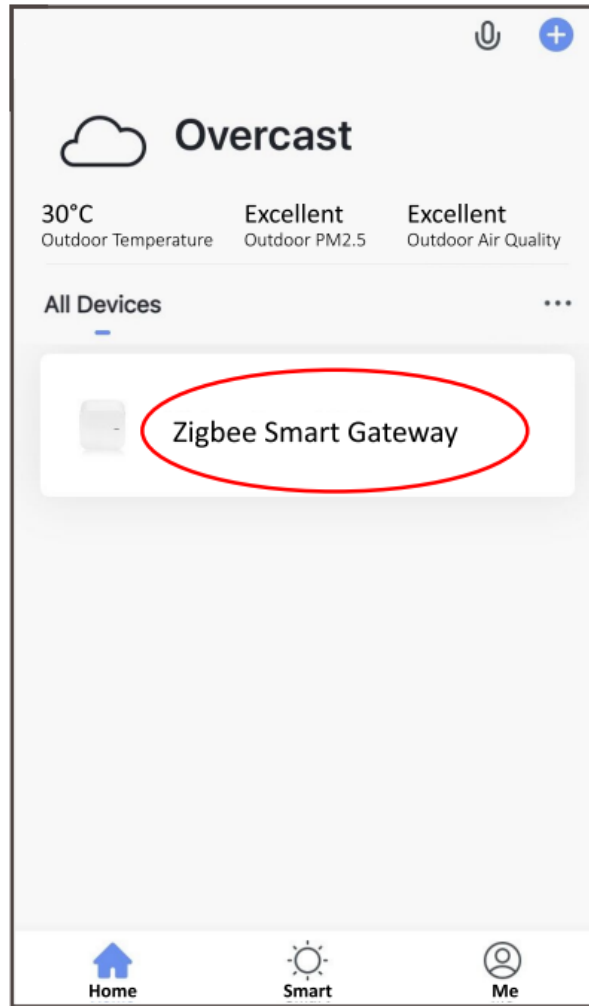 Overcast
30°C Excellent Excellent
Outdoor Temperature Outdoor PM2.5 Outdoor Air Quality
All Devices
Zigbee Smart Gateway
Home Smart Me